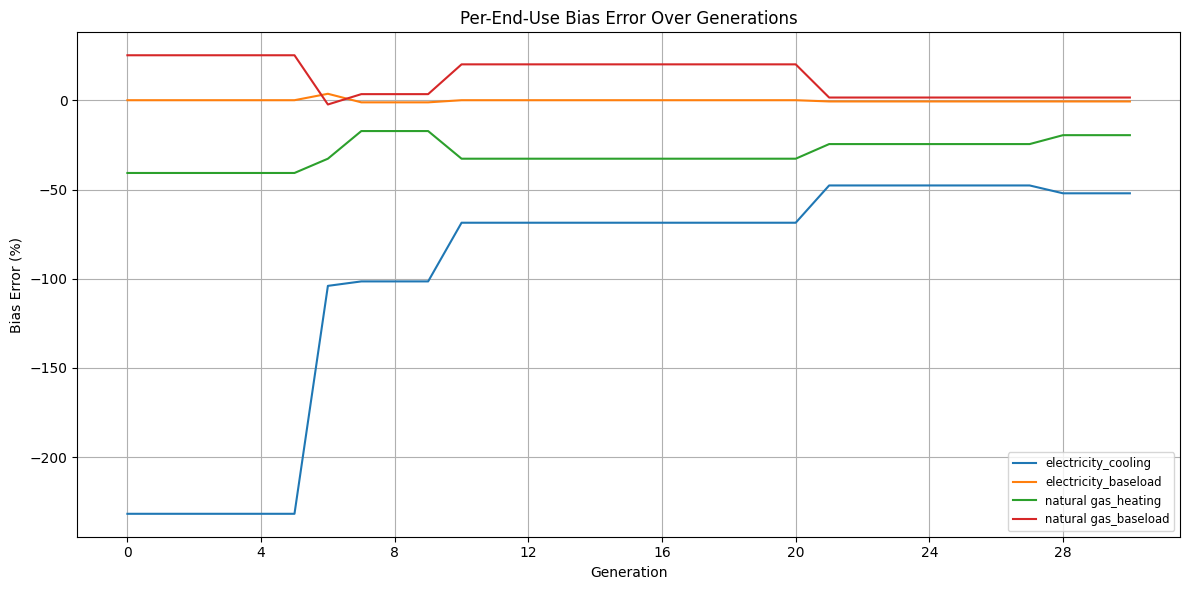 Per-End-Use Bias Error Over Generations
Bias Error (%)
0
−50
−100
−150
−200
0 4 8 12 16 20 24 28
Generation
electricity_cooling
electricity_baseload
natural gas_heating
natural gas_baseload